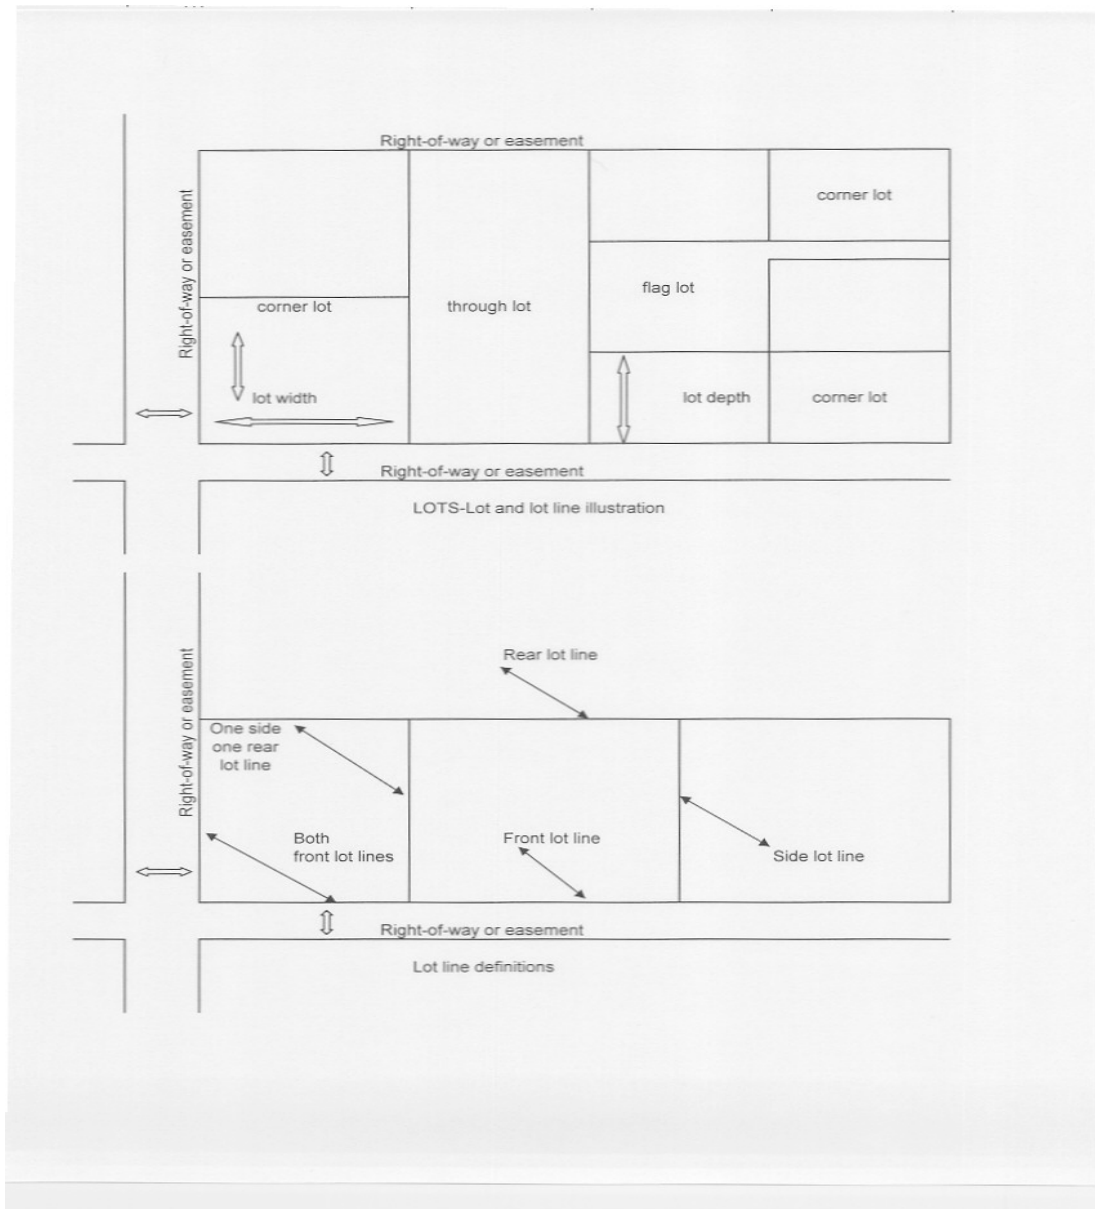 Right-of-way or easement
Right-of-way or easement
corner lot
flag lot
corner lot
through lot
lot width
lot depth
corner lot
Right-of-way or easement
LOTS-Lot and lot line illustration
Rear lot line
Right-of-way or easement
One side
one rear
lot line
Both
front lot lines
Front lot line
Side lot line
Right-of-way or easement
Lot line definitions